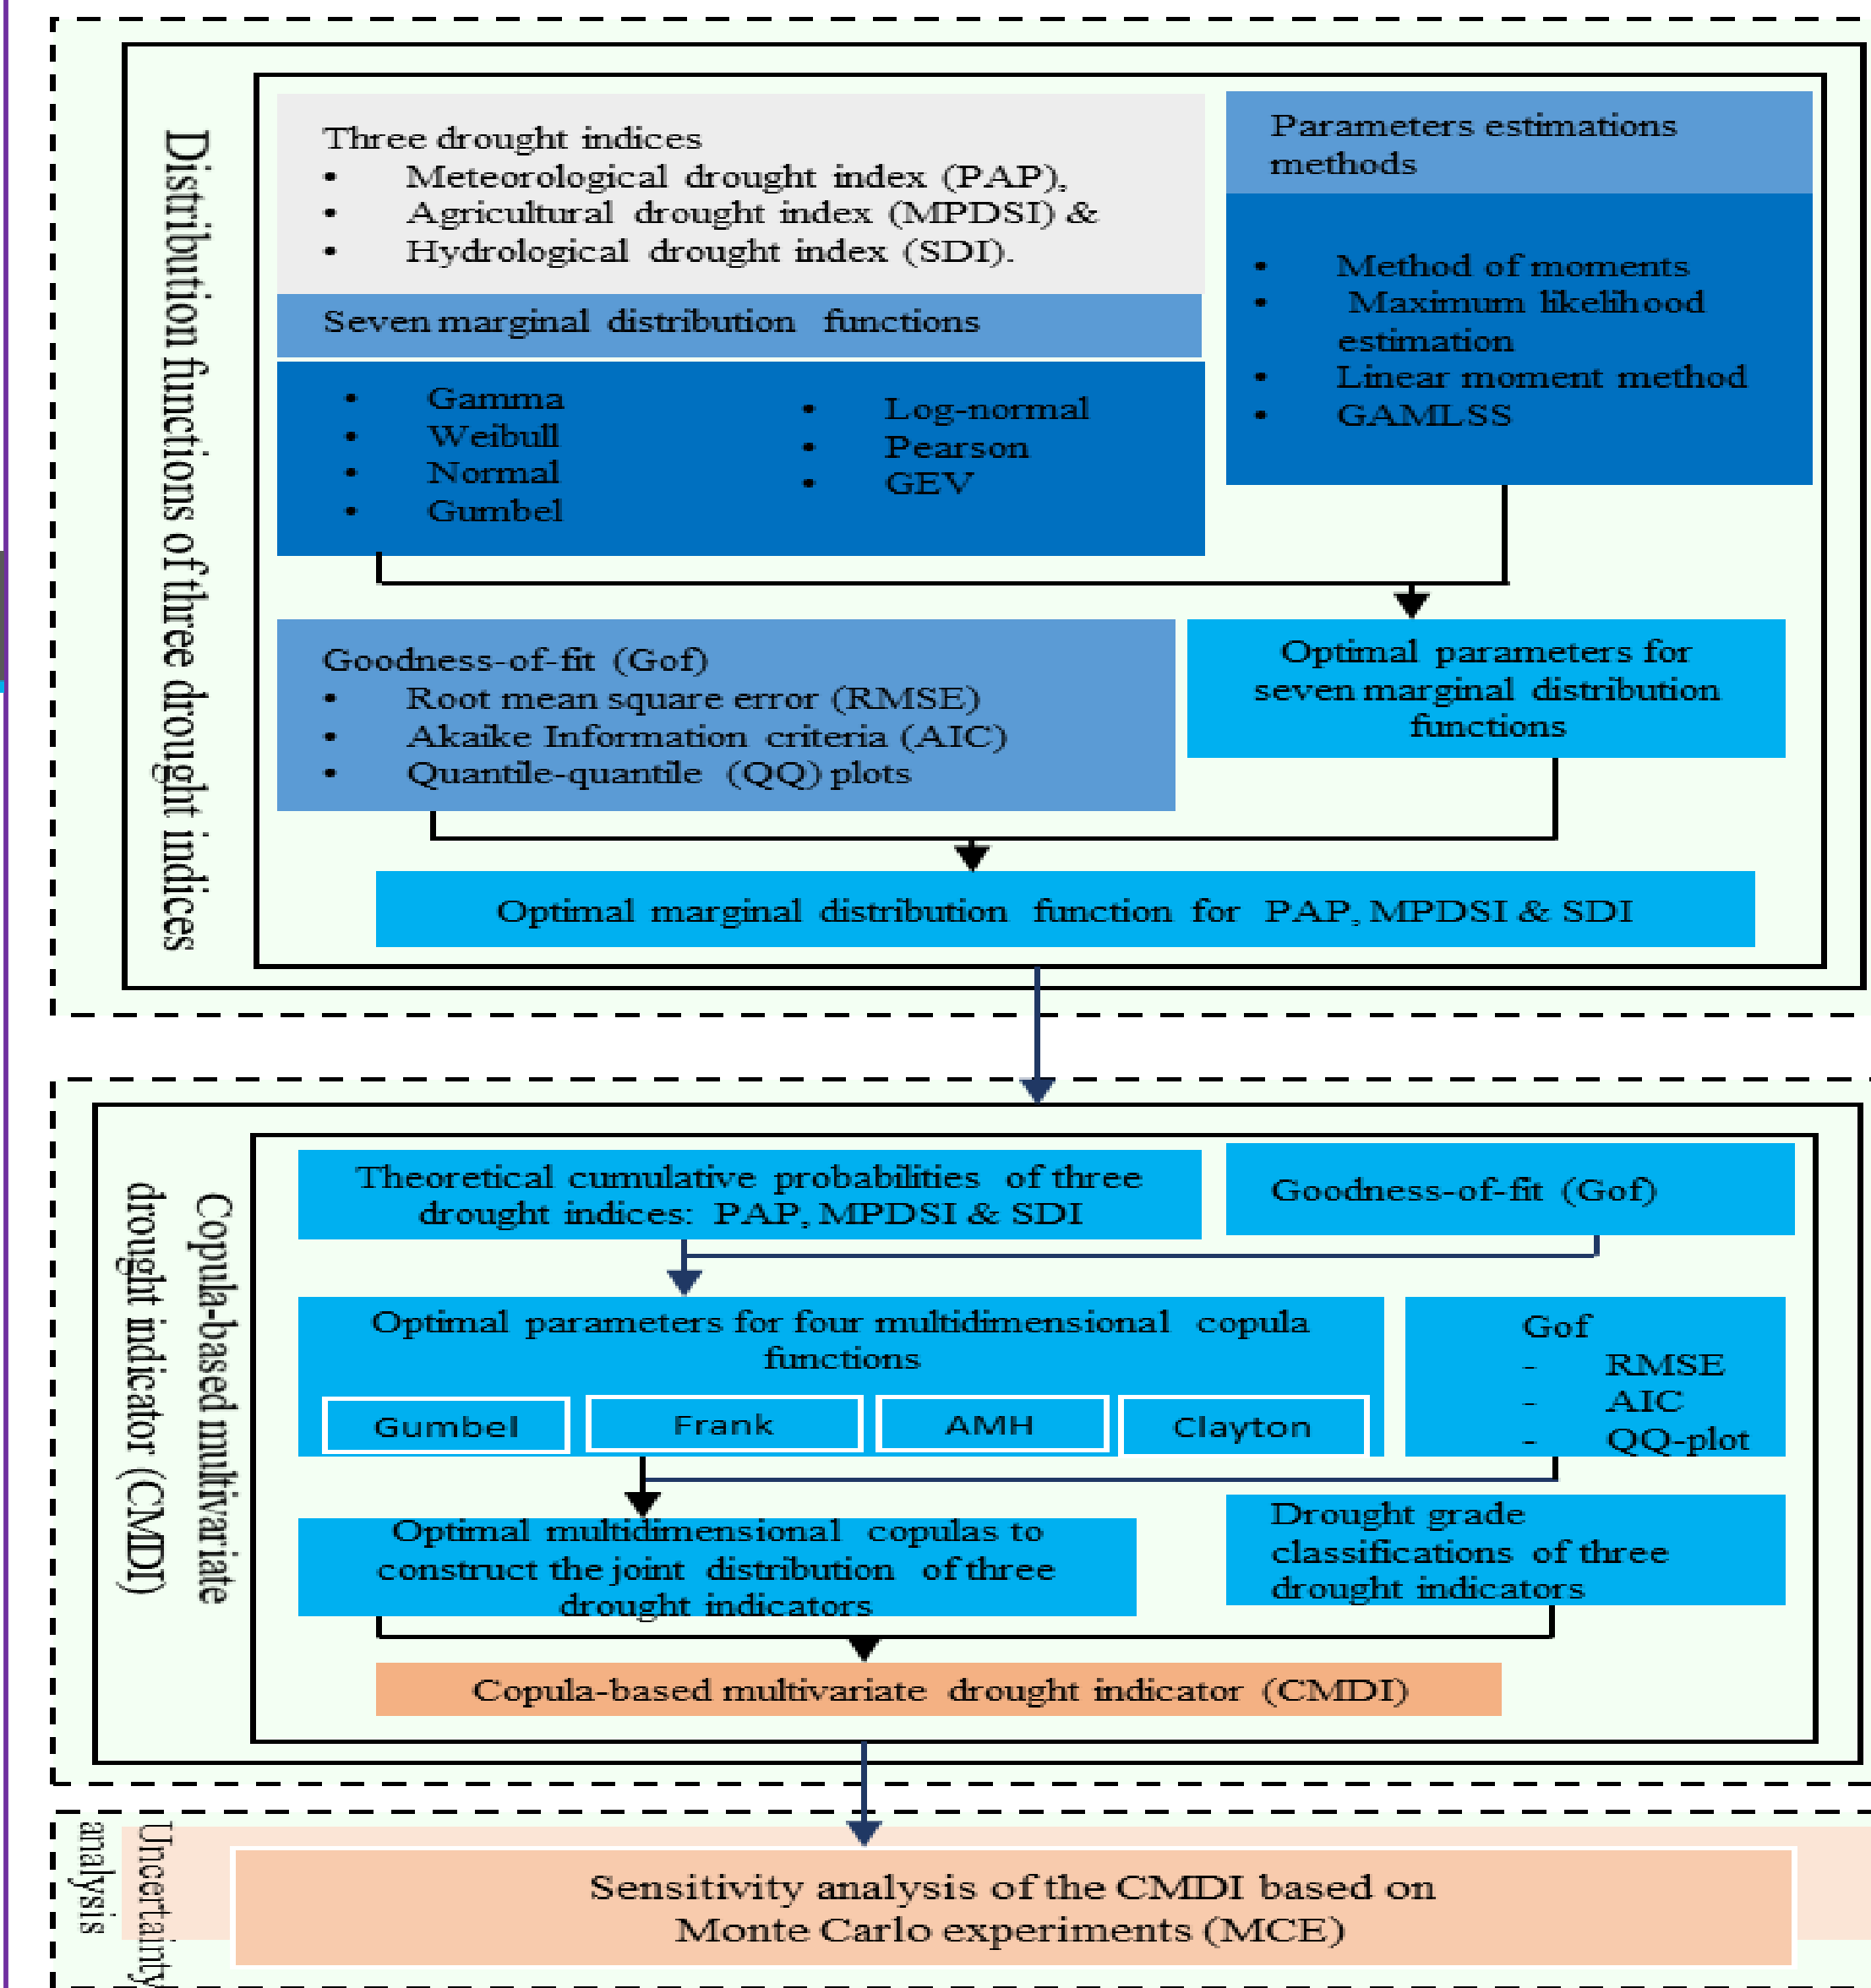 Distribution functions of three drought indices
Three drought indices
• Meteorological drought index (PAP),
• Agricultural drought index (MPDSI) &
• Hydrological drought index (SDI).
Seven marginal distribution functions
• Gamma
• Weibull
• Normal
• Gumbel
• Log-normal
• Pearson
• GEV
Parameters estimations
methods
• Method of moments
• Maximum likelihood
estimation
• Linear moment method
• GAMLSS
Goodness-of-fit (Gof)
• Root mean square error (RMSE)
• Akaike Information criteria (AIC)
• Quantile-quantile (QQ) plots
Optimal parameters for
seven marginal distribution
functions
Optimal marginal distribution function for PAP, MPDSI & SDI
Copula-based multivariate
drought indicator (CMDI)
Theoretical cumulative probabilities of three
drought indices: PAP, MPDSI & SDI
Goodness-of-fit (Gof)
Optimal parameters for four multidimensional copula
functions
Gumbel
Frank
AMH
Clayton
Gof
- RMSE
- AIC
- QQ-plot
Optimal multidimensional copulas to
construct the joint distribution of three
drought indicators
Drought grade
classifications of three
drought indicators
Copula-based multivariate drought indicator (CMDI)
Uncertainty
analysis
Sensitivity analysis of the CMDI based on
Monte Carlo experiments (MCE)